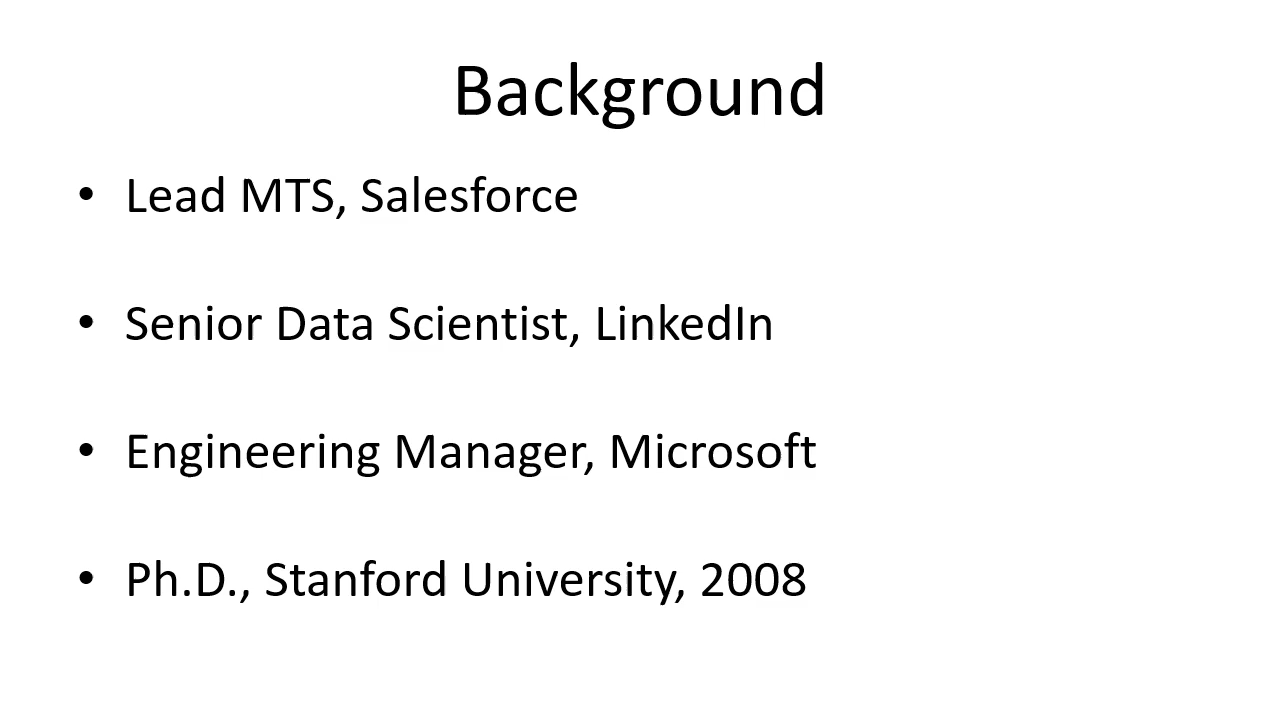 Background
• Lead MTS, Salesforce
• Senior Data Scientist, LinkedIn
• Engineering Manager, Microsoft
• Ph.D., Stanford University, 2008